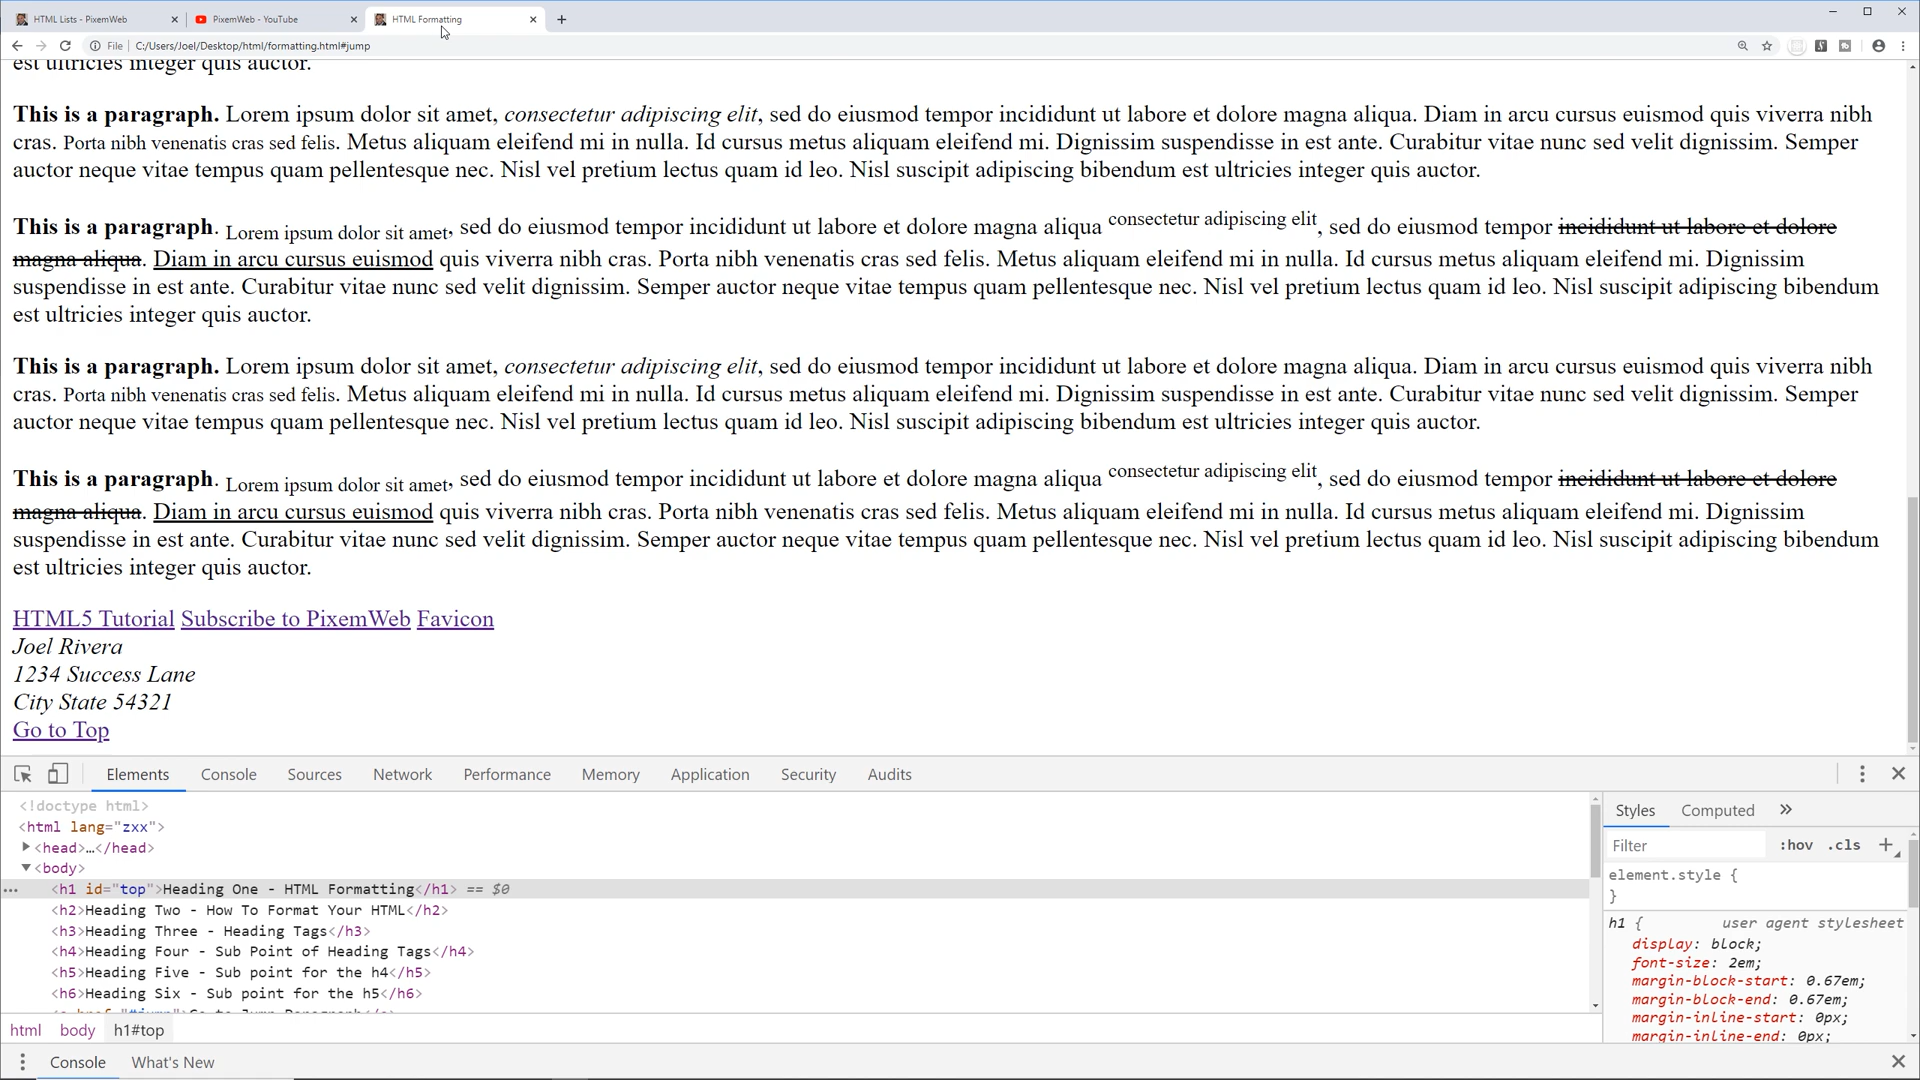 HTML Lists - PixemWeb
PixemWeb - YouTube
HTML Formatting
File
C:/Users/Joel/Desktop/html/formatting.html#jump
est ultricies integer quis auctor.
This is a paragraph. Lorem ipsum dolor sit amet, consectetur adipiscing elit, sed do eiusmod tempor incididunt ut labore et dolore magna aliqua. Diam in arcu cursus euismod quis viverra nibh
cras. Porta nibh venenatis cras sed felis. Metus aliquam eleifend mi in nulla. Id cursus metus aliquam eleifend mi. Dignissim suspendisse in est ante. Curabitur vitae nunc sed velit dignissim. Semper
auctor neque vitae tempus quam pellentesque nec. Nisl vel pretium lectus quam id leo. Nisl suscipit adipiscing bibendum est ultricies integer quis auctor.
This is a paragraph. Lorem ipsum dolor sit amet, sed do eiusmod tempor incididunt ut labore et dolore magna aliqua consectetur adipiscing elit, sed do eiusmod tempor incididunt ut labore et dolore
magna aliqua. Diam in arcu cursus euismod quis viverra nibh cras. Porta nibh venenatis cras sed felis. Metus aliquam eleifend mi in nulla. Id cursus metus aliquam eleifend mi. Dignissim
suspendisse in est ante. Curabitur vitae nunc sed velit dignissim. Semper auctor neque vitae tempus quam pellentesque nec. Nisl vel pretium lectus quam id leo. Nisl suscipit adipiscing bibendum
est ultricies integer quis auctor.
This is a paragraph. Lorem ipsum dolor sit amet, consectetur adipiscing elit, sed do eiusmod tempor incididunt ut labore et dolore magna aliqua. Diam in arcu cursus euismod quis viverra nibh
cras. Porta nibh venenatis cras sed felis. Metus aliquam eleifend mi in nulla. Id cursus metus aliquam eleifend mi. Dignissim suspendisse in est ante. Curabitur vitae nunc sed velit dignissim. Semper
auctor neque vitae tempus quam pellentesque nec. Nisl vel pretium lectus quam id leo. Nisl suscipit adipiscing bibendum est ultricies integer quis auctor.
This is a paragraph. Lorem ipsum dolor sit amet, sed do eiusmod tempor incididunt ut labore et dolore magna aliqua consectetur adipiscing elit, sed do eiusmod tempor incididunt ut labore et dolore
magna aliqua. Diam in arcu cursus euismod quis viverra nibh cras. Porta nibh venenatis cras sed felis. Metus aliquam eleifend mi in nulla. Id cursus metus aliquam eleifend mi. Dignissim
suspendisse in est ante. Curabitur vitae nunc sed velit dignissim. Semper auctor neque vitae tempus quam pellentesque nec. Nisl vel pretium lectus quam id leo. Nisl suscipit adipiscing bibendum
est ultricies integer quis auctor.
HTML5 Tutorial Subscribe to PixemWeb Favicon
Joel Rivera
1234 Success Lane
City State 54321
Go to Top
Elements Console Sources Network Performance Memory Application Security Audits
<!doctype html>
<html lang="zxx">
<head>…</head>
<body>
<h1 id="top">Heading One - HTML Formatting</h1> == $0
<h2>Heading Two - How To Format Your HTML</h2>
<h3>Heading Three - Heading Tags</h3>
<h4>Heading Four - Sub Point of Heading Tags</h4>
<h5>Heading Five - Sub point for the h4</h5>
<h6>Heading Six - Sub point for the h5</h6>
<a href="#jump">Go to Jump Paragraph</a>
html body h1#top
Styles Computed »
Filter :hov .cls +
element.style {
}
h1 { user agent stylesheet
display: block;
font-size: 2em;
margin-block-start: 0.67em;
margin-block-end: 0.67em;
margin-inline-start: 0px;
margin-inline-end: 0px;
Console What's New